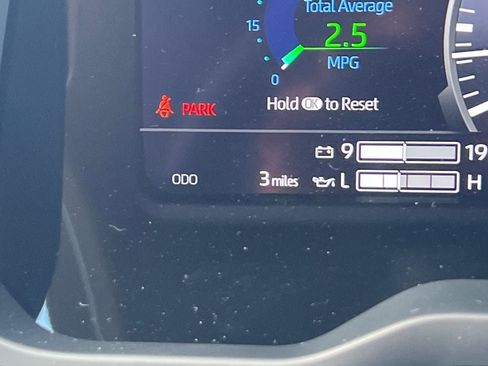 Total Average
15
2.5
MPG
0
Hold OK to Reset
PARK
9 19
ODO 3 miles L H